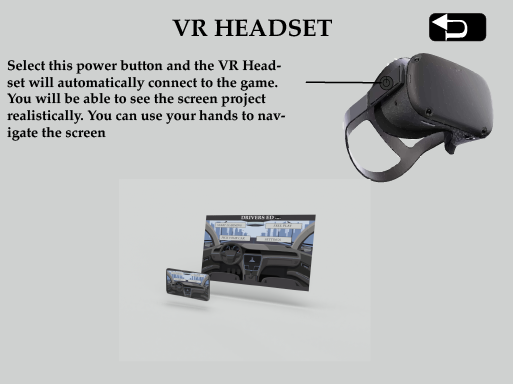 VR HEADSET
Select this power button and the VR Head-
set will automatically connect to the game.
You will be able to see the screen project
realistically. You can use your hands to nav-
igate the screen
DRIVERS ED